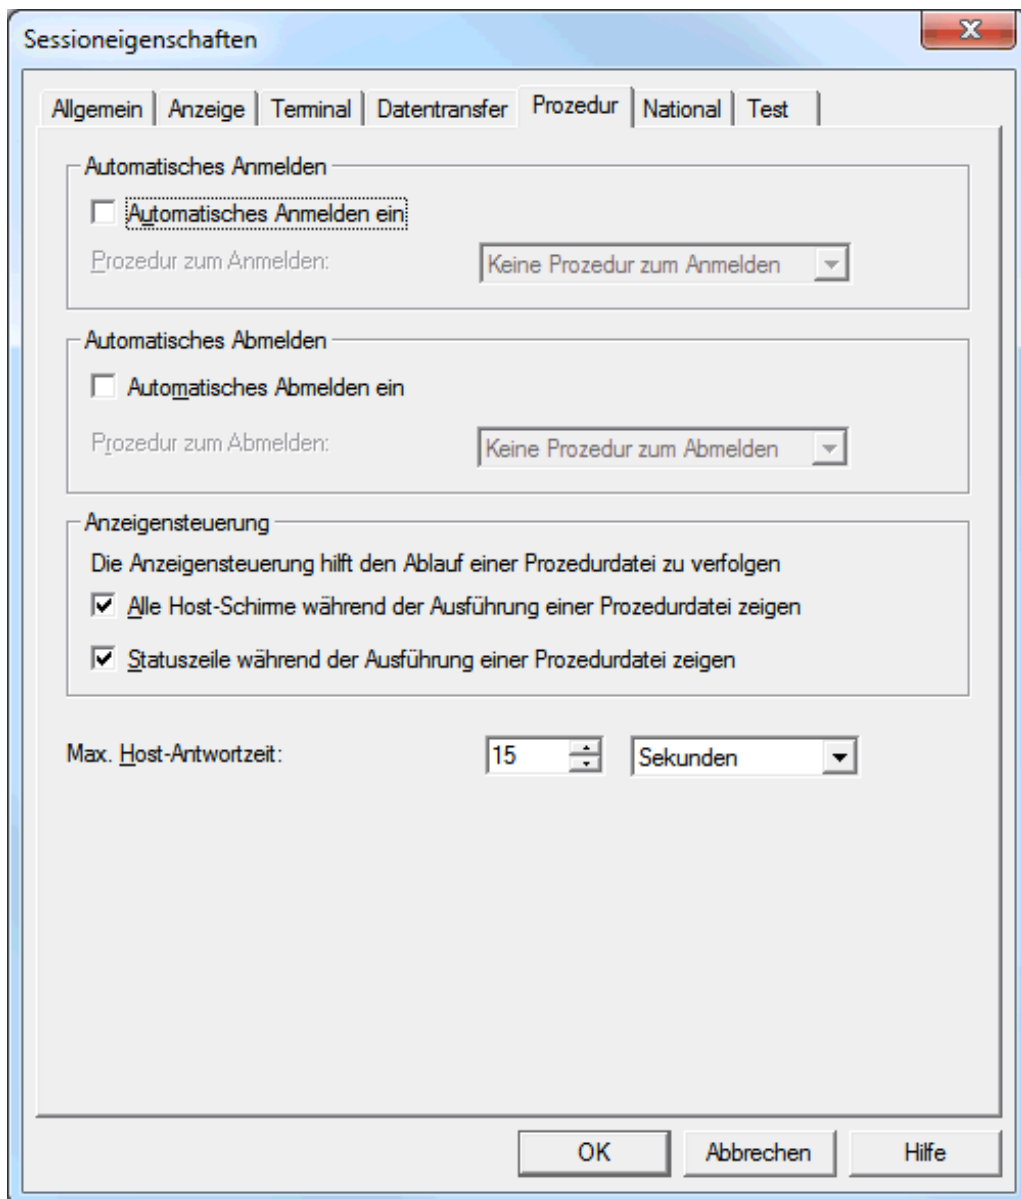 Sessioneigenschaften
Allgemein Anzeige Terminal Datentransfer Prozedur National Test
Automatisches Anmelden
Automatisches Anmelden ein
Prozedur zum Anmelden: Keine Prozedur zum Anmelden
Automatisches Abmelden
Automatisches Abmelden ein
Prozedur zum Abmelden: Keine Prozedur zum Abmelden
Anzeigensteuerung
Die Anzeigensteuerung hilft den Ablauf einer Prozedurdatei zu verfolgen
Alle Host-Schirme während der Ausführung einer Prozedurdatei zeigen
Statuszeile während der Ausführung einer Prozedurdatei zeigen
Max. Host-Antwortzeit: 15 Sekunden
OK Abbrechen Hilfe